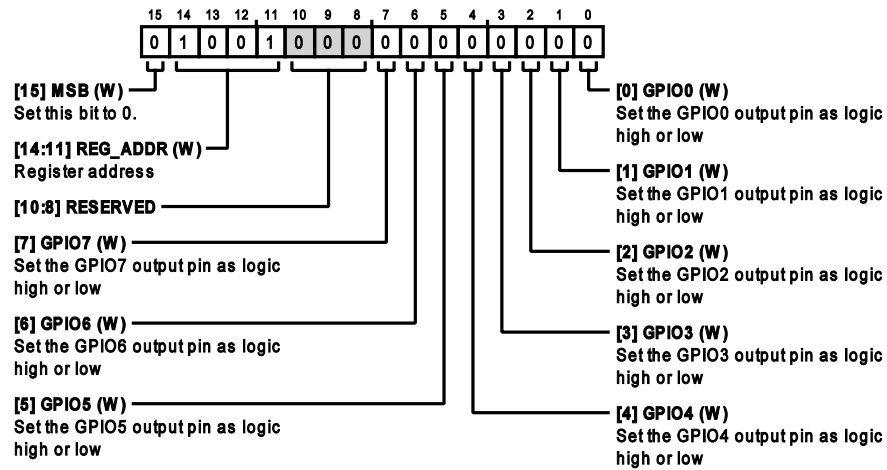 15 14 13 12 11 10 9 8 7 6 5 4 3 2 1 0
0 1 0 0 1 0 0 0 0 0 0 0 0 0 0 0
[15] MSB (W)
Set this bit to 0.
[14:11] REG_ADDR (W)
Register address
[10:8] RESERVED
[7] GPIO7 (W)
Set the GPIO7 output pin as logic
high or low
[6] GPIO6 (W)
Set the GPIO6 output pin as logic
high or low
[5] GPIO5 (W)
Set the GPIO5 output pin as logic
high or low
[0] GPIO0 (W)
Set the GPIO0 output pin as logic
high or low
[1] GPIO1 (W)
Set the GPIO1 output pin as logic
high or low
[2] GPIO2 (W)
Set the GPIO2 output pin as logic
high or low
[3] GPIO3 (W)
Set the GPIO3 output pin as logic
high or low
[4] GPIO4 (W)
Set the GPIO4 output pin as logic
high or low